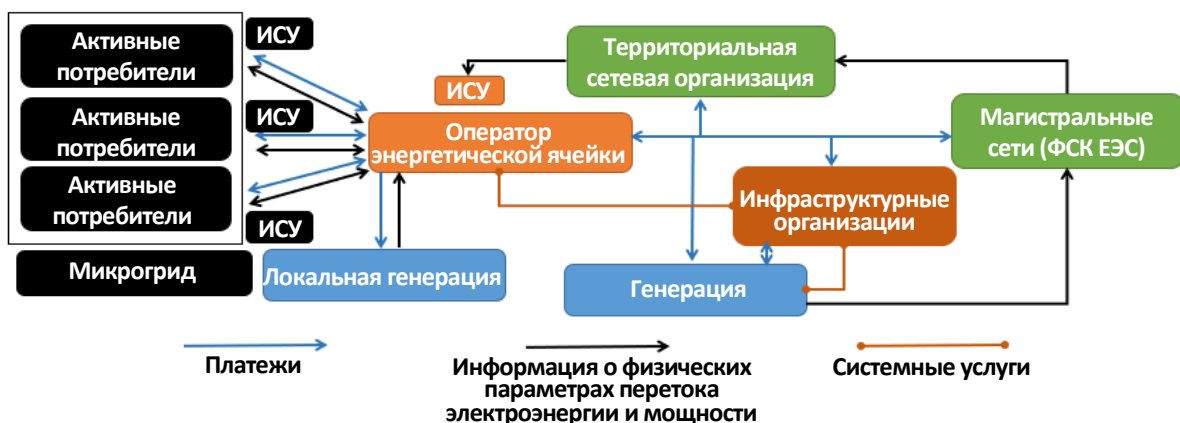 Активные
потребители
ИСУ
Активные
потребители
ИСУ
Активные
потребители
ИСУ
Микрогрид
Территориальная
сетевая организация
ИСУ
Оператор
энергетической ячейки
Магистральные
сети (ФСК ЕЭС)
Инфраструктурные
организации
Локальная генерация
Генерация
Платежи
Информация о физических
параметрах перетока
электроэнергии и мощности
Системные услуги